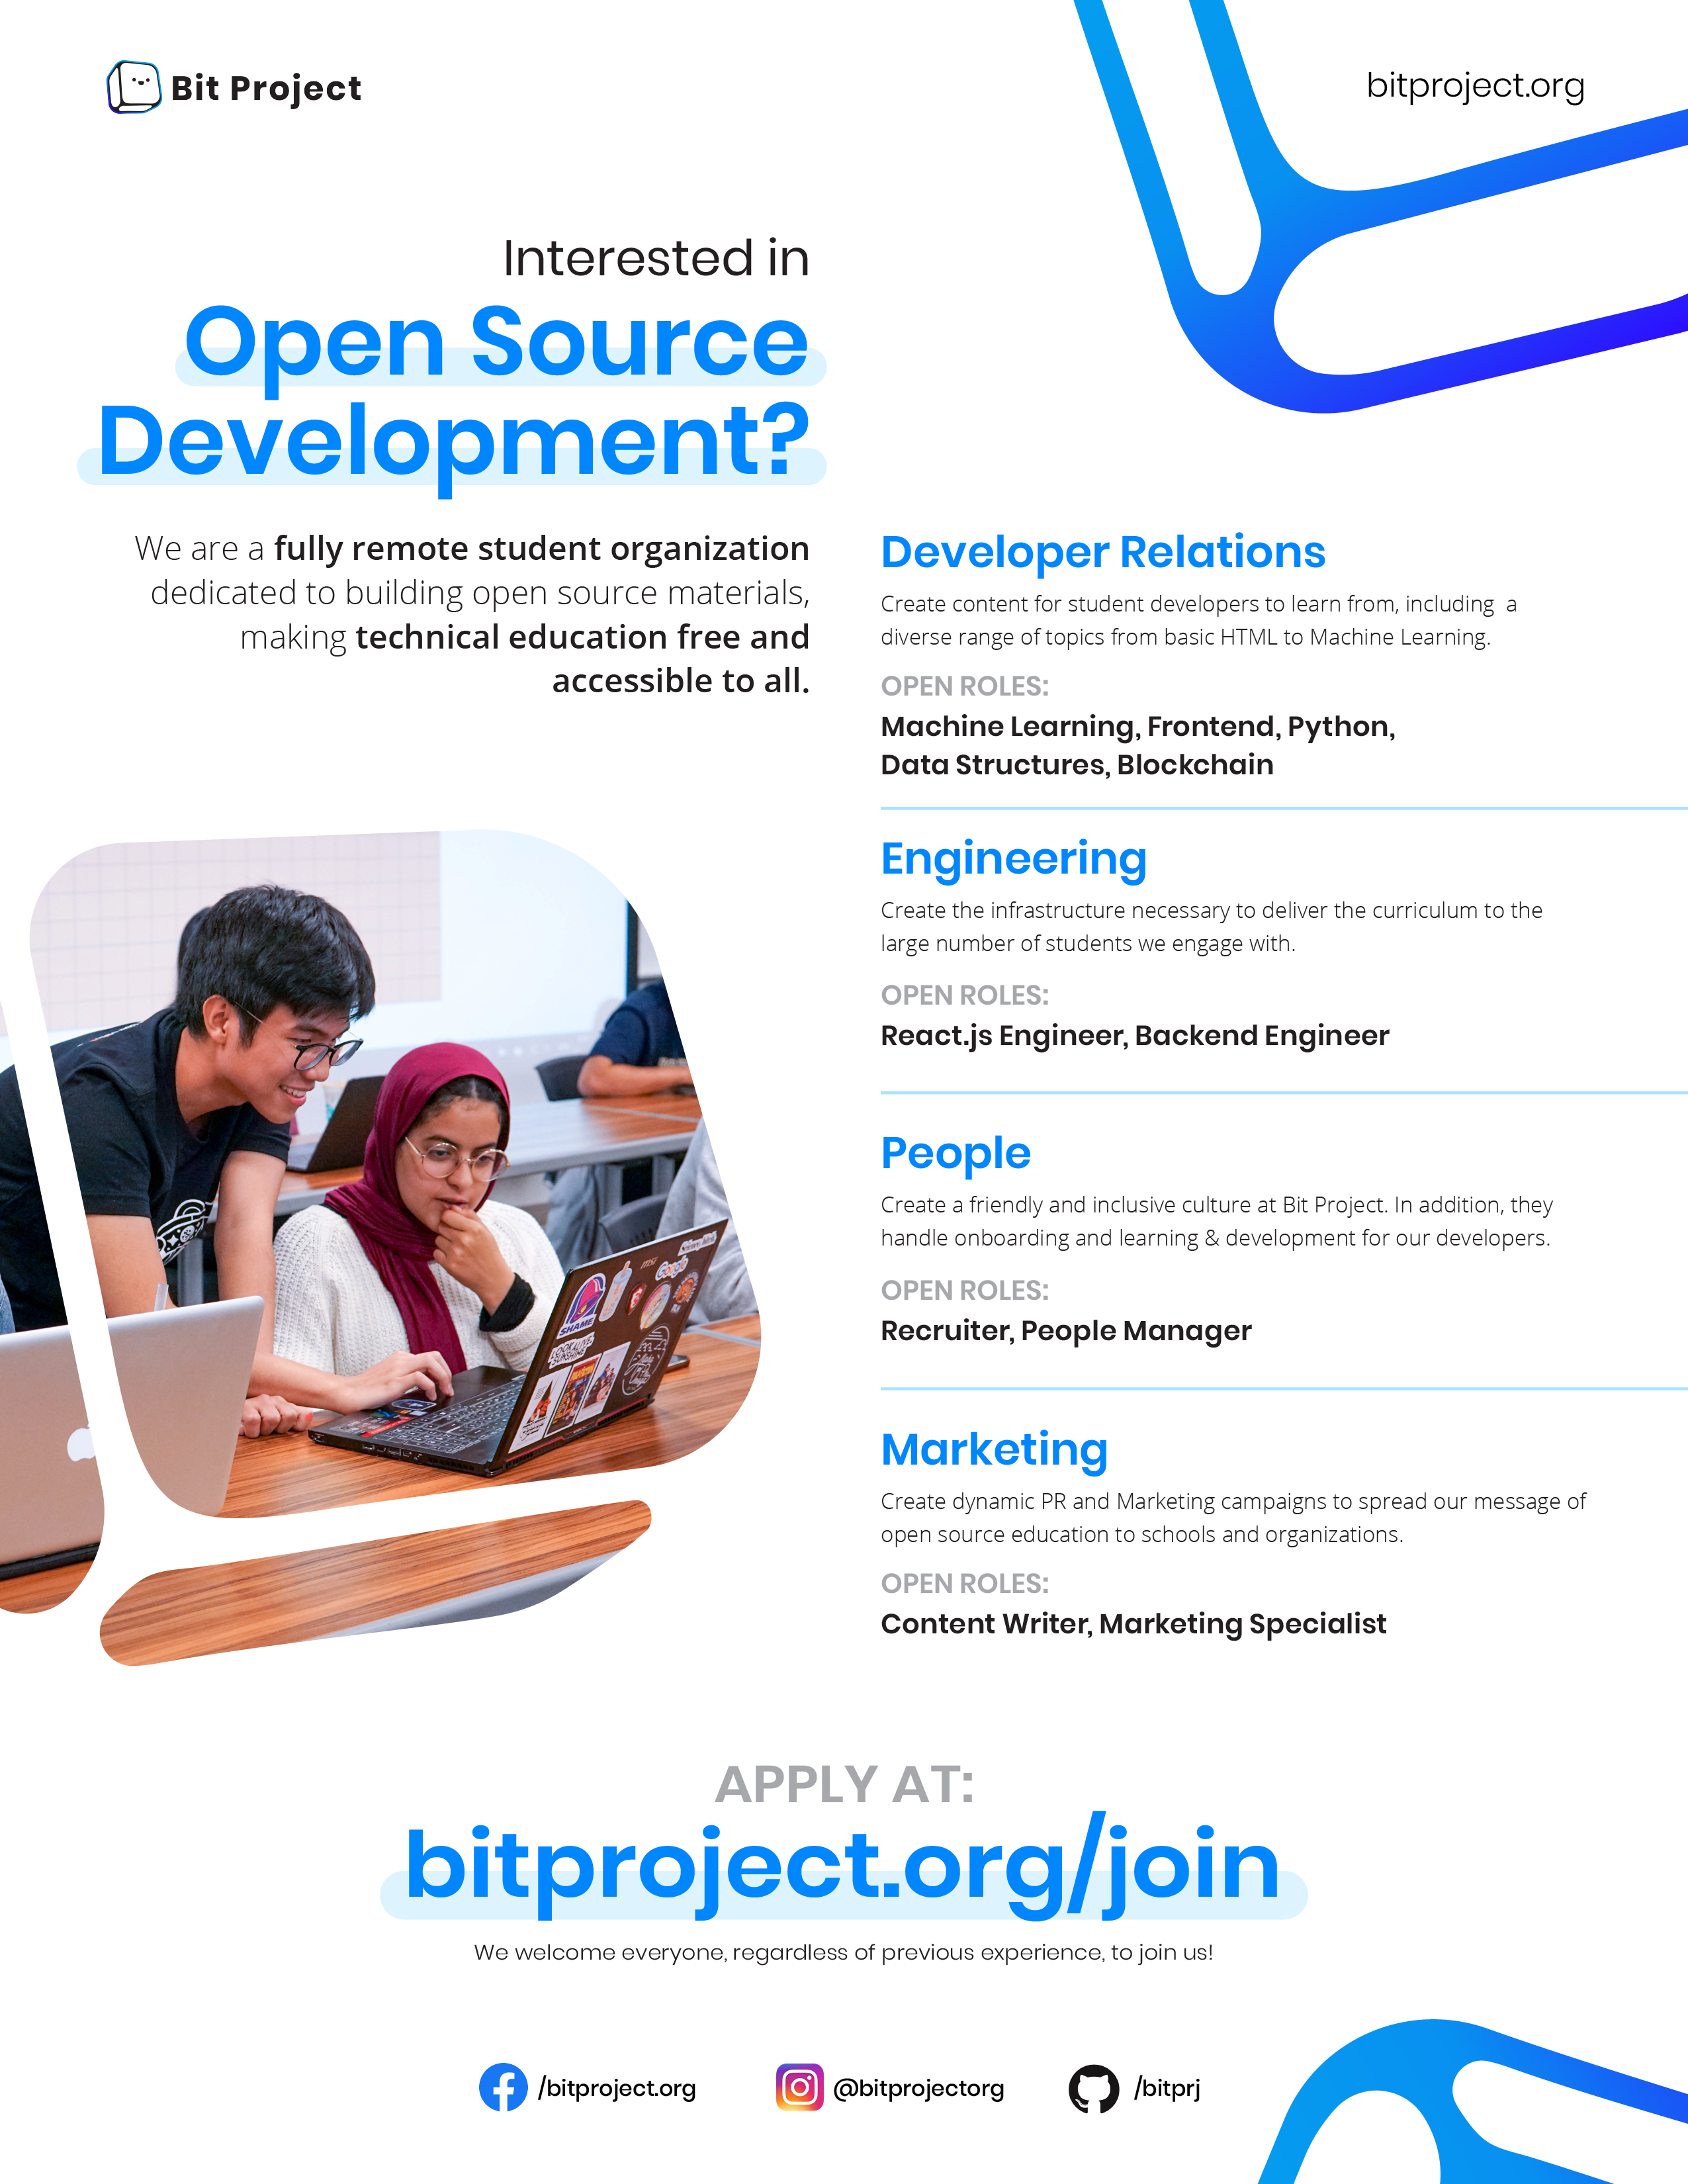 Bit Project
bitproject.org
Interested in
Open Source
Development?
We are a fully remote student organization
dedicated to building open source materials,
making technical education free and
accessible to all.
Developer Relations
Create content for student developers to learn from, including  a
diverse range of topics from basic HTML to Machine Learning.
OPEN ROLES:
Machine Learning, Frontend, Python,
Data Structures, Blockchain
Engineering
Create the infrastructure necessary to deliver the curriculum to the
large number of students we engage with.
OPEN ROLES:
React.js Engineer, Backend Engineer
People
Create a friendly and inclusive culture at Bit Project. In addition, they
handle onboarding and learning & development for our developers.
OPEN ROLES:
Recruiter, People Manager
Marketing
Create dynamic PR and Marketing campaigns to spread our message of
open source education to schools and organizations.
OPEN ROLES:
Content Writer, Marketing Specialist
msi
Google
SHAME
LOOK ALIVE
SUNSHINE
APPLY AT:
bitproject.org/join
We welcome everyone, regardless of previous experience, to join us!
/bitproject.org
@bitprojectorg
/bitprj